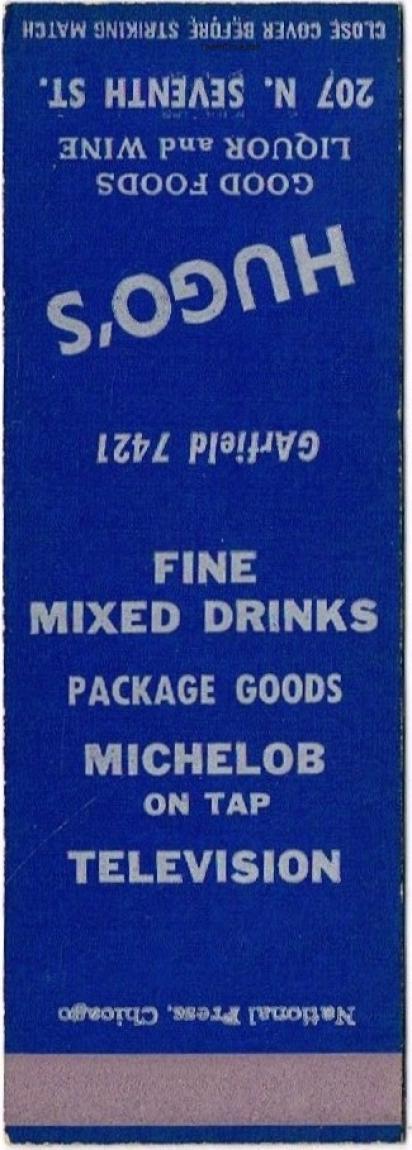 CLOSE COVER BEFORE STRIKING MATCH
207 N. SEVENTH ST.
LIQUOR and WINE
GOOD FOODS
HUGO'S
GArfield 7421
FINE
MIXED DRINKS
PACKAGE GOODS
MICHELOB
ON TAP
TELEVISION
National Press, Chicago